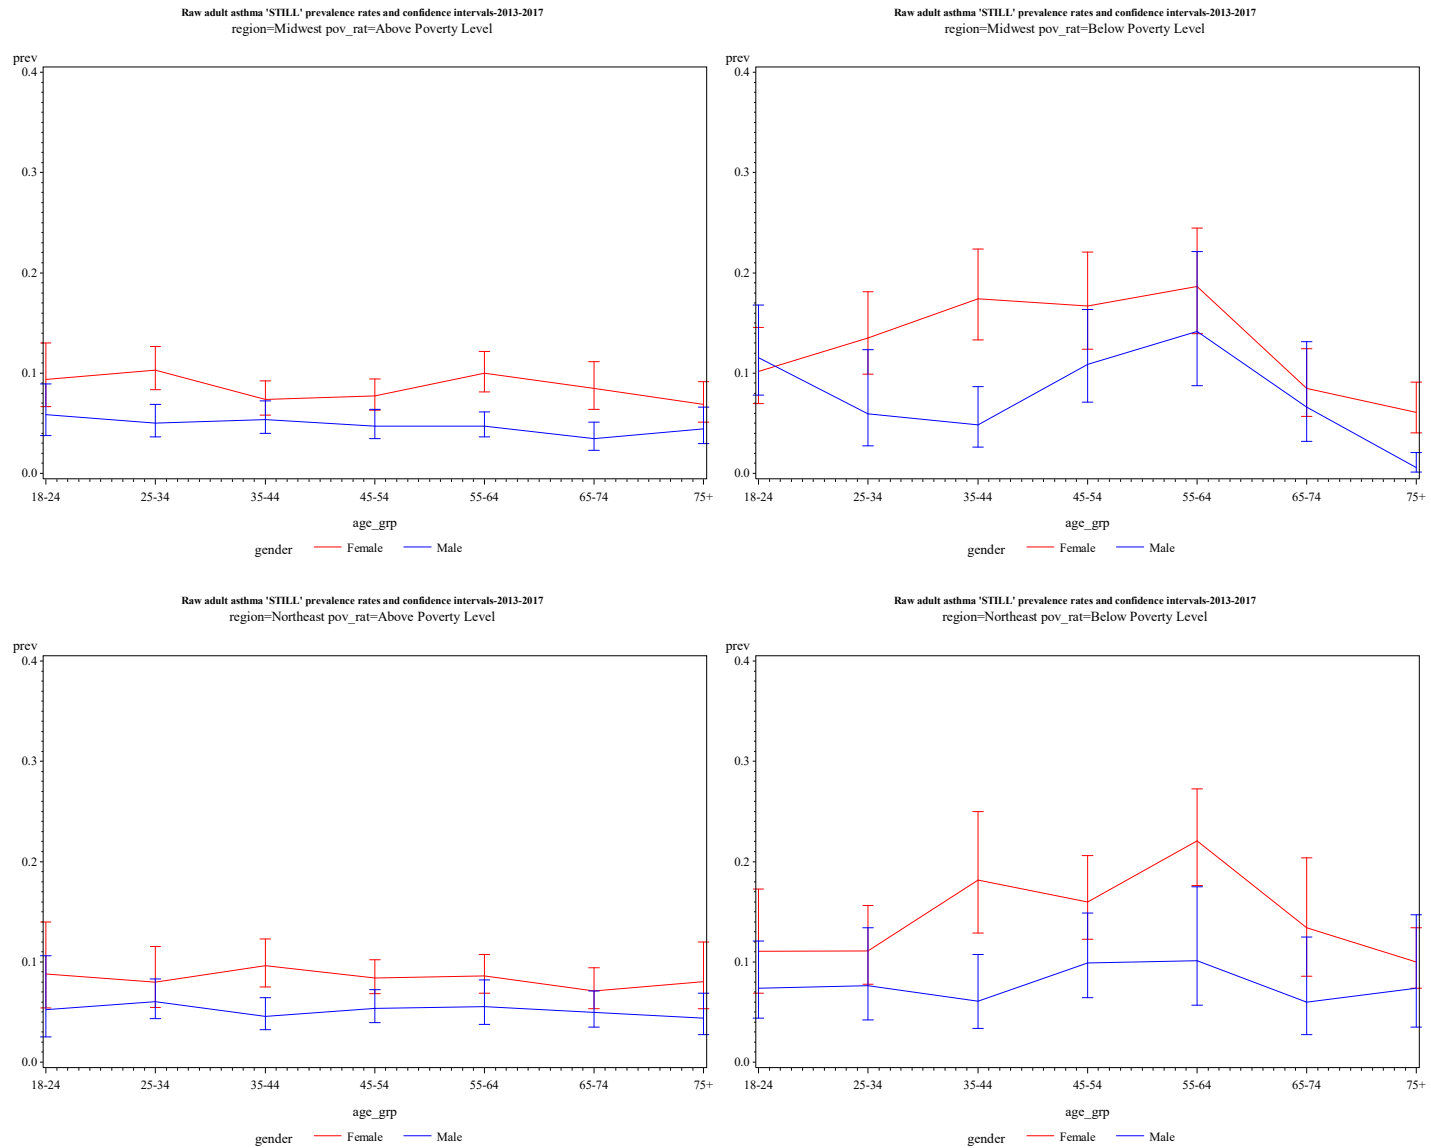 Raw adult asthma 'STILL' prevalence rates and confidence intervals-2013-2017
region=Midwest pov_rat=Above Poverty Level
prev
0.4
0.3
0.2
0.1
0.0
18-24 25-34 35-44 45-54 55-64 65-74 75+
age_grp
gender Female Male
Raw adult asthma 'STILL' prevalence rates and confidence intervals-2013-2017
region=Midwest pov_rat=Below Poverty Level
prev
0.4
0.3
0.2
0.1
0.0
18-24 25-34 35-44 45-54 55-64 65-74 75+
age_grp
gender Female Male
Raw adult asthma 'STILL' prevalence rates and confidence intervals-2013-2017
region=Northeast pov_rat=Above Poverty Level
prev
0.4
0.3
0.2
0.1
0.0
18-24 25-34 35-44 45-54 55-64 65-74 75+
age_grp
gender Female Male
Raw adult asthma 'STILL' prevalence rates and confidence intervals-2013-2017
region=Northeast pov_rat=Below Poverty Level
prev
0.4
0.3
0.2
0.1
0.0
18-24 25-34 35-44 45-54 55-64 65-74 75+
age_grp
gender Female Male